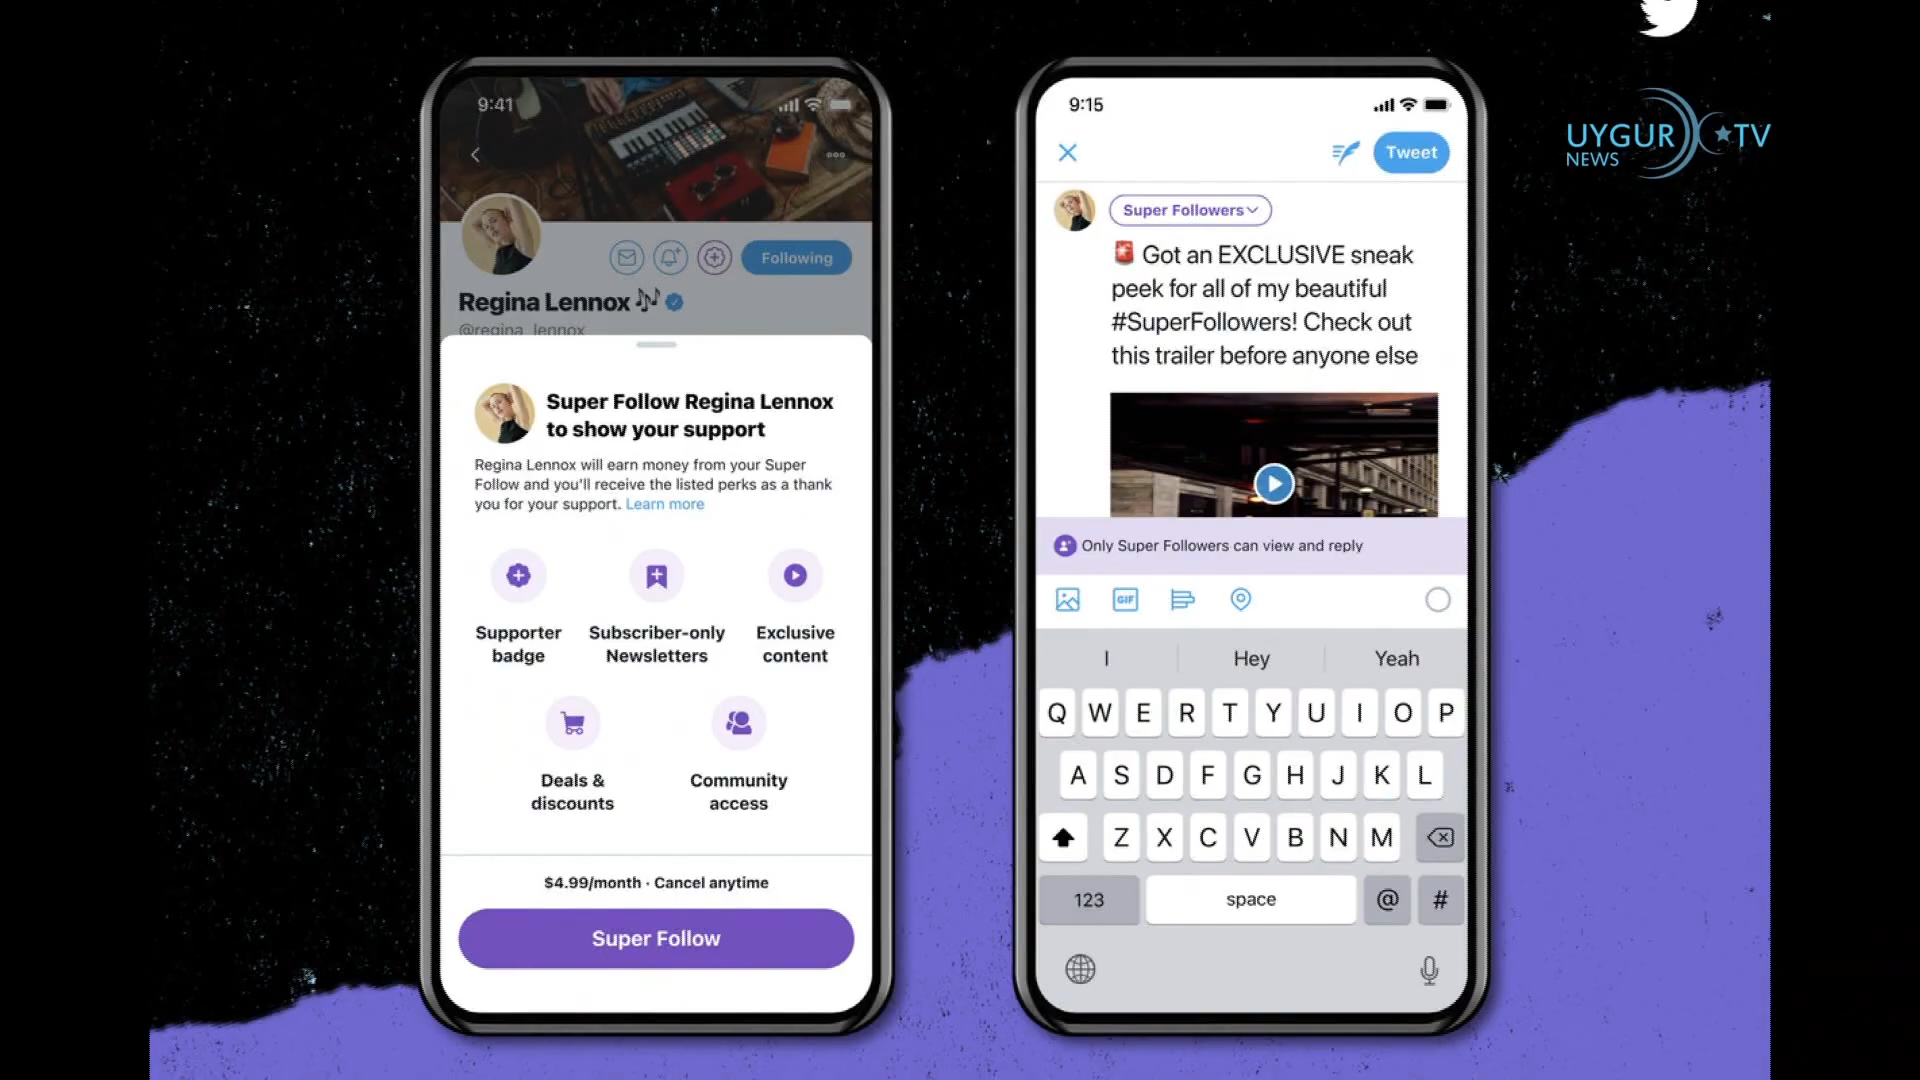 UYGUR TV
NEWS
9:41
Following
Regina Lennox
@regina_lennox
Super Follow Regina Lennox
to show your support
Regina Lennox will earn money from your Super
Follow and you'll receive the listed perks as a thank
you for your support. Learn more
Supporter
badge
Subscriber-only
Newsletters
Exclusive
content
Deals &
discounts
Community
access
$4.99/month · Cancel anytime
Super Follow
9:15
Tweet
Super Followers
🚨 Got an EXCLUSIVE sneak
peek for all of my beautiful
#SuperFollowers! Check out
this trailer before anyone else
Only Super Followers can view and reply
GIF
I Hey Yeah
Q W E R T Y U I O P
A S D F G H J K L
Z X C V B N M
123 space @ #